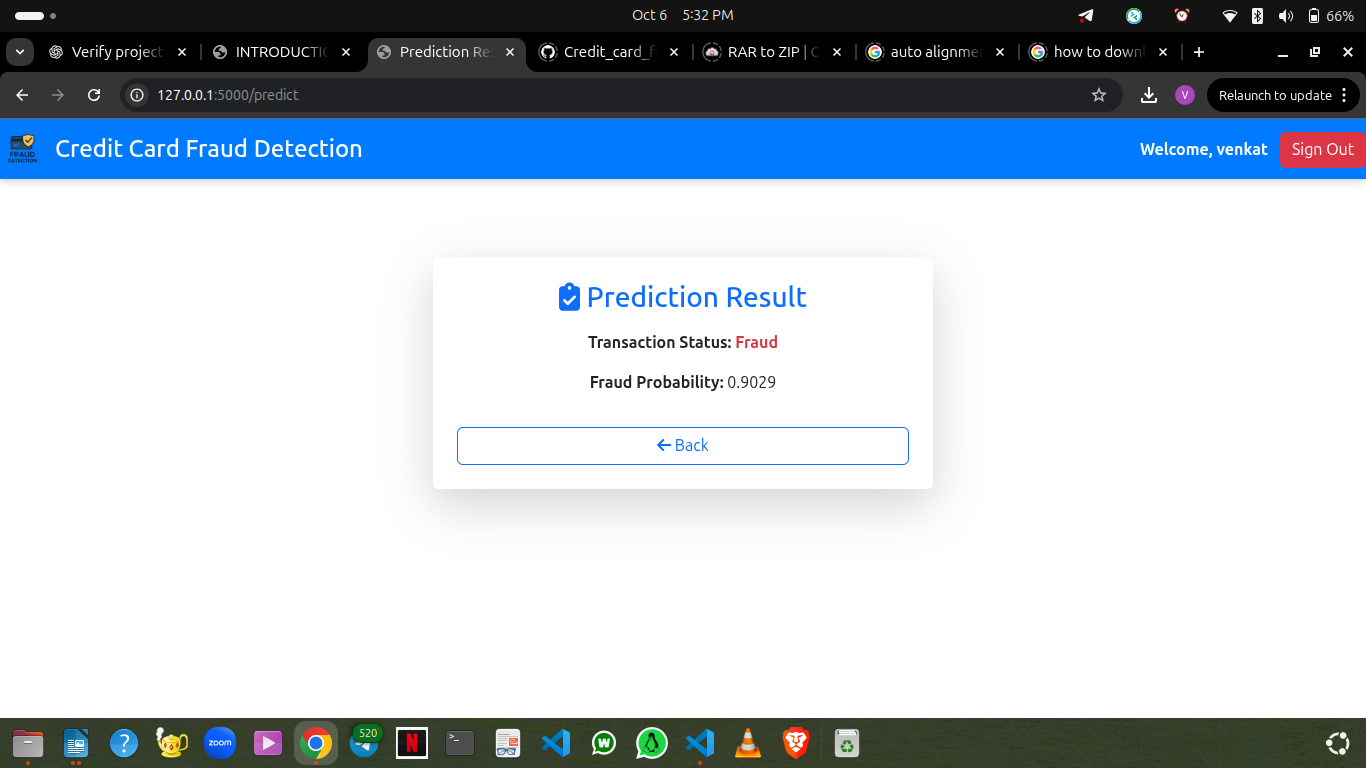 Oct 6 5:32 PM
66%
Verify project
INTRODUCTIO
Prediction Re
Credit_card_f
RAR to ZIP | C
auto alignme
how to downl
127.0.0.1:5000/predict
V
Relaunch to update
FRAUD
DETECTION
Credit Card Fraud Detection
Welcome, venkat
Sign Out
Prediction Result
Transaction Status: Fraud
Fraud Probability: 0.9029
Back
520
zoom
N
W